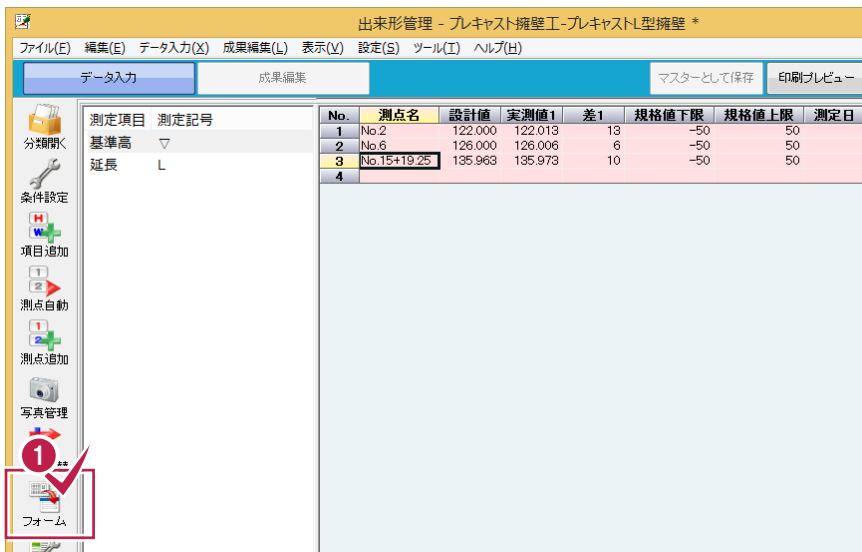 出来形管理 - プレキャスト擁壁工-プレキャストL型擁壁 *
ファイル(F) 編集(E) データ入力(X) 成果編集(L) 表示(V) 設定(S) ツール(T) ヘルプ(H)
データ入力 成果編集 マスターとして保存 印刷プレビュー
分類開く
条件設定
項目追加
測点自動
測点追加
写真管理
1
フォーム
測定項目 測定記号
基準高 ▽
延長 L
No. 測点名 設計値 実測値1 差1 規格値下限 規格値上限 測定日
1 No.2 122.000 122.013 13 -50 50
2 No.6 126.000 126.006 6 -50 50
3 No.15+19.25 135.963 135.973 10 -50 50
4